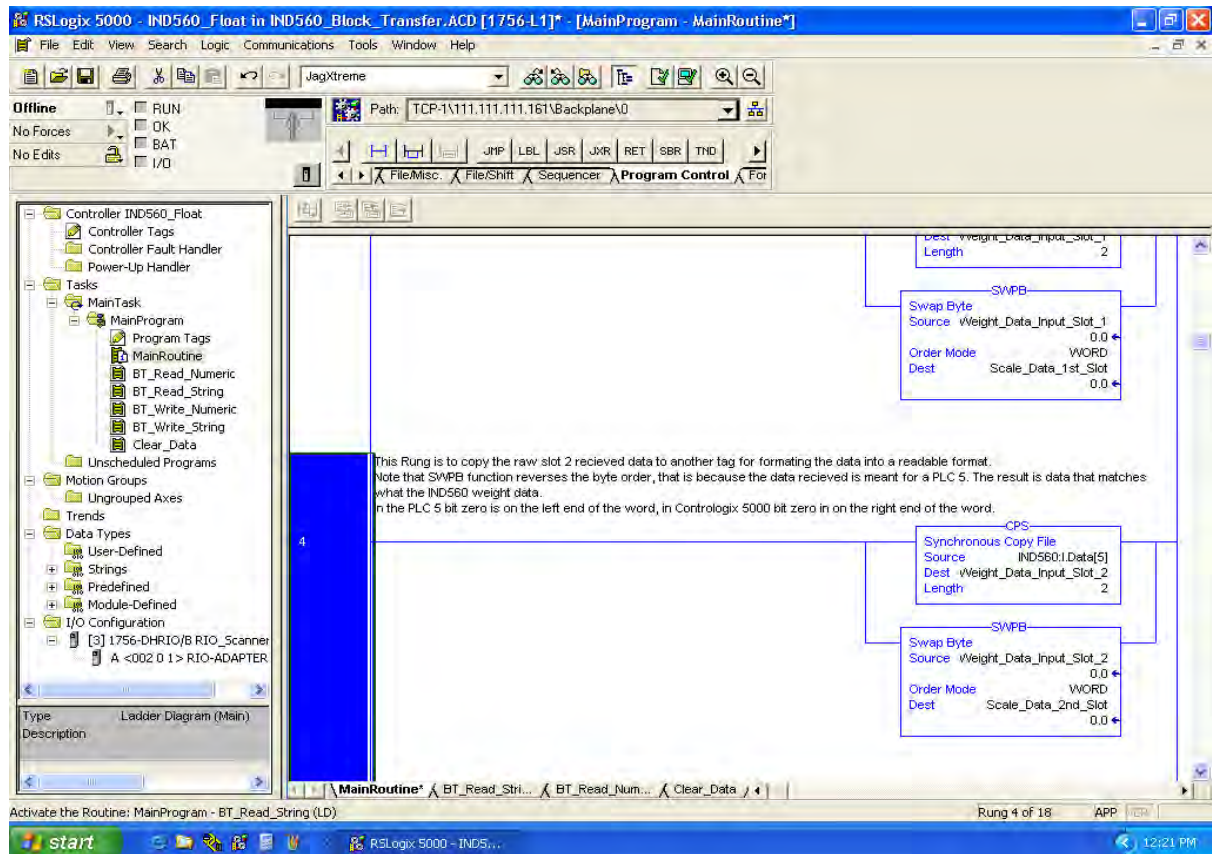 RSLogix 5000 - IND560_Float in IND560_Block_Transfer.ACD [1756-L1]* - [MainProgram - MainRoutine*]
File Edit View Search Logic Communications Tools Window Help
JagXtreme
Offline
RUN
No Forces
OK
BAT
No Edits
I/O
Path: TCP-1\111.111.111.161\Backplane\0
JMP LBL JSR JXR RET SBR TND
File/Misc. File/Shift Sequencer Program Control For
Controller IND560_Float
Controller Tags
Controller Fault Handler
Power-Up Handler
Tasks
MainTask
MainProgram
Program Tags
MainRoutine
BT_Read_Numeric
BT_Read_String
BT_Write_Numeric
BT_Write_String
Clear_Data
Unscheduled Programs
Motion Groups
Ungrouped Axes
Trends
Data Types
User-Defined
Strings
Predefined
Module-Defined
I/O Configuration
[3] 1756-DHRIO/B RIO_Scanner
A <002 0 1> RIO-ADAPTER
Type Ladder Diagram (Main)
Description
Dest Weight_Data_Input_Slot_1
Length 2
SWPB
Swap Byte
Source Weight_Data_Input_Slot_1
0.0
Order Mode WORD
Dest Scale_Data_1st_Slot
0.0
This Rung is to copy the raw slot 2 recieved data to another tag for formating the data into a readable format.
Note that SWPB function reverses the byte order, that is because the data recieved is meant for a PLC 5. The result is data that matches
what the IND560 weight data.
n the PLC 5 bit zero is on the left end of the word, in Contrologix 5000 bit zero in on the right end of the word.
4
CPS
Synchronous Copy File
Source IND560:I.Data[5]
Dest Weight_Data_Input_Slot_2
Length 2
SWPB
Swap Byte
Source Weight_Data_Input_Slot_2
0.0
Order Mode WORD
Dest Scale_Data_2nd_Slot
0.0
MainRoutine* BT_Read_Stri... BT_Read_Num... Clear_Data
Activate the Routine: MainProgram - BT_Read_String (LD)
Rung 4 of 18 APP
start
RSLogix 5000 - IND5...
12:21 PM